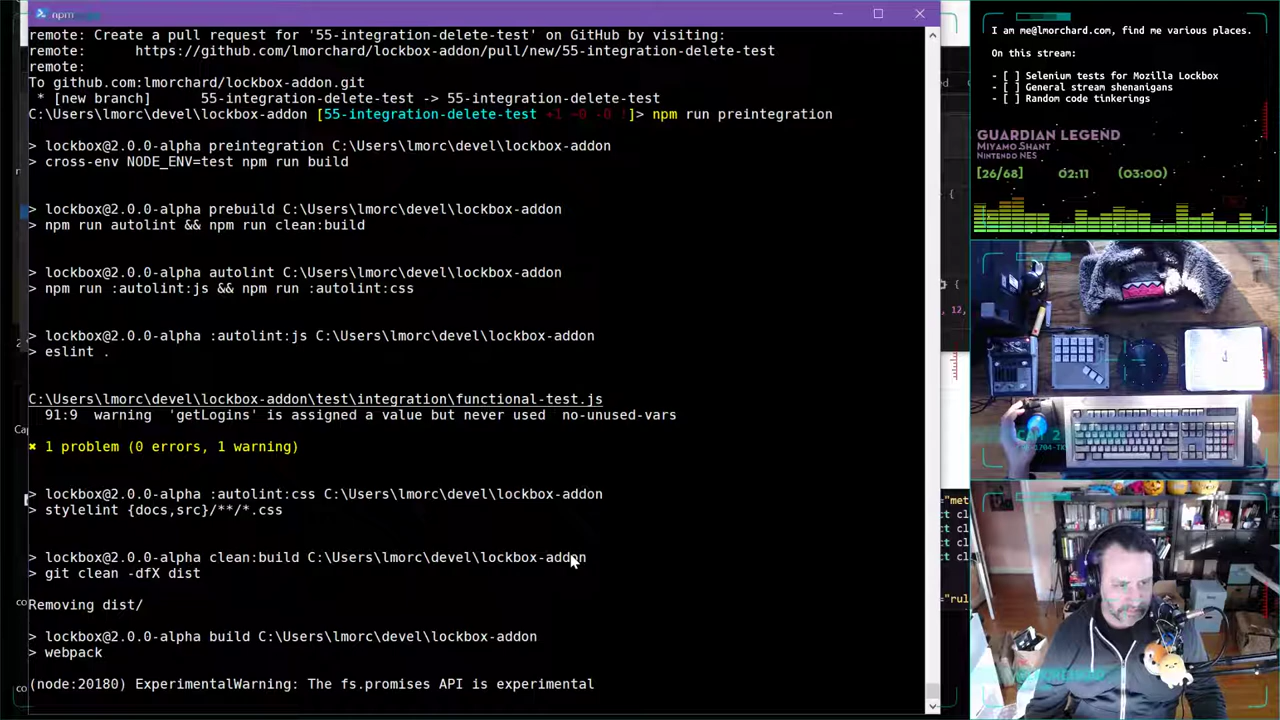 npm
remote: Create a pull request for '55-integration-delete-test' on GitHub by visiting:
remote:      https://github.com/lmorchard/lockbox-addon/pull/new/55-integration-delete-test
remote:
To github.com:lmorchard/lockbox-addon.git
 * [new branch]      55-integration-delete-test -> 55-integration-delete-test
C:\Users\lmorc\devel\lockbox-addon [55-integration-delete-test +1 ~0 -0 !]> npm run preintegration
> lockbox@2.0.0-alpha preintegration C:\Users\lmorc\devel\lockbox-addon
> cross-env NODE_ENV=test npm run build
> lockbox@2.0.0-alpha prebuild C:\Users\lmorc\devel\lockbox-addon
> npm run autolint && npm run clean:build
> lockbox@2.0.0-alpha autolint C:\Users\lmorc\devel\lockbox-addon
> npm run :autolint:js && npm run :autolint:css
> lockbox@2.0.0-alpha :autolint:js C:\Users\lmorc\devel\lockbox-addon
> eslint .
C:\Users\lmorc\devel\lockbox-addon\test\integration\functional-test.js
  91:9  warning  'getLogins' is assigned a value but never used  no-unused-vars
✖ 1 problem (0 errors, 1 warning)
> lockbox@2.0.0-alpha :autolint:css C:\Users\lmorc\devel\lockbox-addon
> stylelint {docs,src}/**/*.css
> lockbox@2.0.0-alpha clean:build C:\Users\lmorc\devel\lockbox-addon
> git clean -dfX dist
Removing dist/
> lockbox@2.0.0-alpha build C:\Users\lmorc\devel\lockbox-addon
> webpack
(node:20180) ExperimentalWarning: The fs.promises API is experimental
I am me@lmorchard.com, find me various places.
On this stream:
- [ ] Selenium tests for Mozilla Lockbox
- [ ] General stream shenanigans
- [ ] Random code tinkerings
GUARDIAN LEGEND
MIYAMO SHANT
NINTENDO NES
[26/68] 02:11 (03:00)